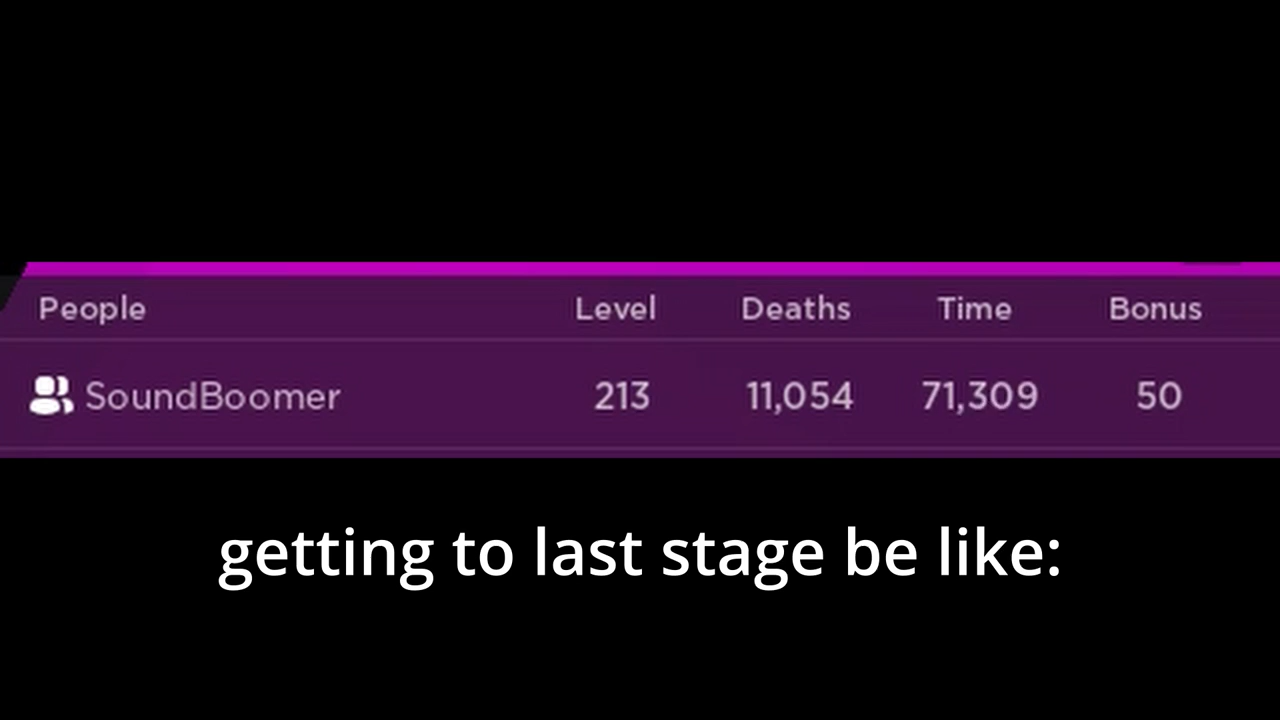 People Level Deaths Time Bonus
SoundBoomer 213 11,054 71,309 50
getting to last stage be like: